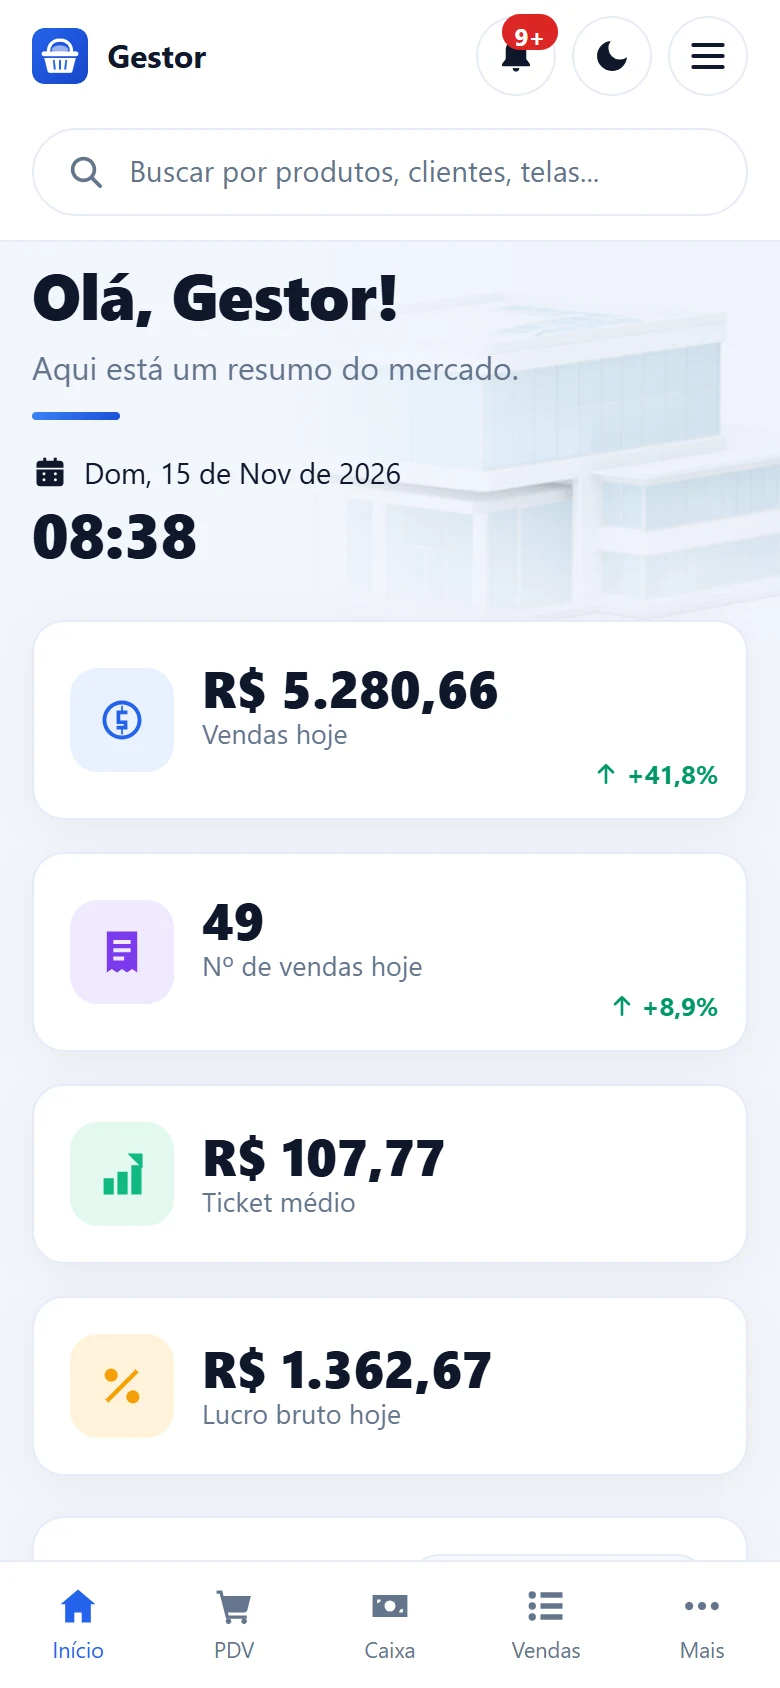 Gestor
9+
Buscar por produtos, clientes, telas...
Olá, Gestor!
Aqui está um resumo do mercado.
Dom, 15 de Nov de 2026
08:38
R$ 5.280,66
Vendas hoje
↑ +41,8%
49
Nº de vendas hoje
↑ +8,9%
R$ 107,77
Ticket médio
R$ 1.362,67
Lucro bruto hoje
Início
PDV
Caixa
Vendas
Mais